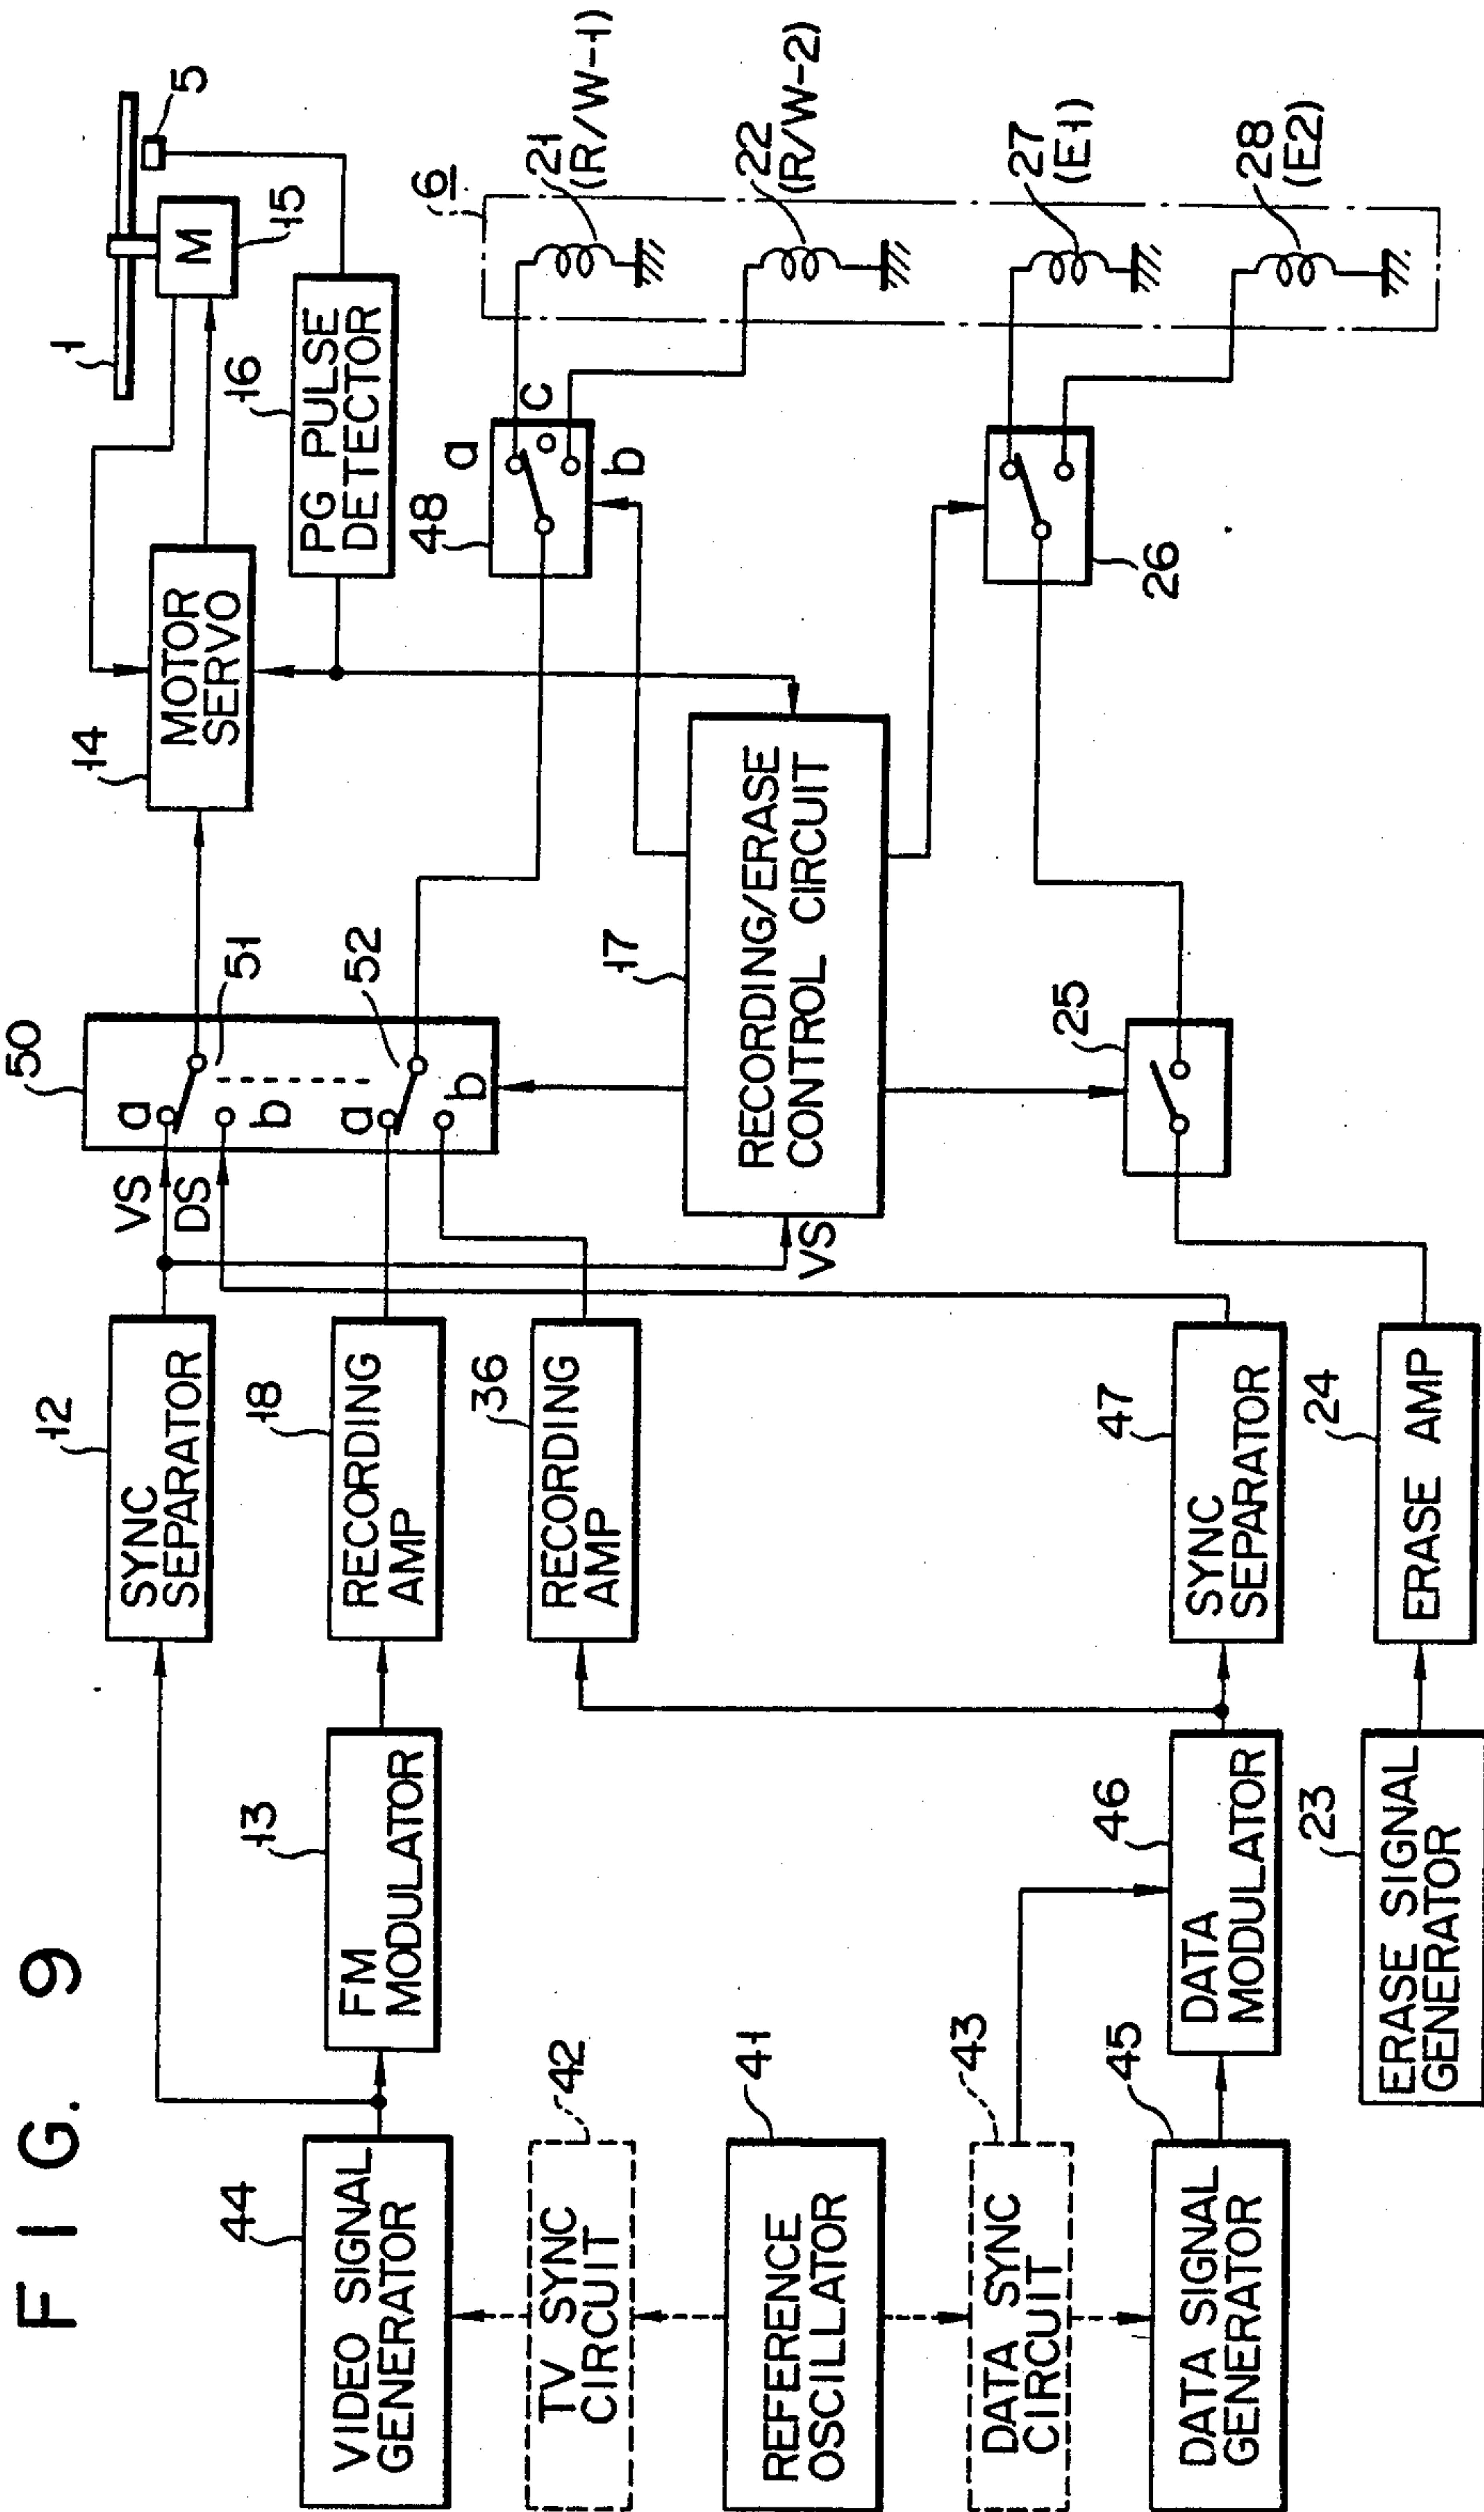 FIG. 9
44
VIDEO SIGNAL
GENERATOR
42
TV SYNC
CIRCUIT
41
REFERENCE
OSCILLATOR
43
DATA SYNC
CIRCUIT
45
DATA SIGNAL
GENERATOR
13
FM
MODULATOR
46
DATA
MODULATOR
23
ERASE SIGNAL
GENERATOR
12
SYNC
SEPARATOR
18
RECORDING
AMP
36
RECORDING
AMP
47
SYNC
SEPARATOR
24
ERASE AMP
VS
DS
VS
50
a
b
51
a
b
52
17
RECORDING/ERASE
CONTROL CIRCUIT
25
14
MOTOR
SERVO
16
PG PULSE
DETECTOR
48
a
c
b
26
1
M
15
5
6
21
(R/W-1)
22
(R/W-2)
27
(E1)
28
(E2)